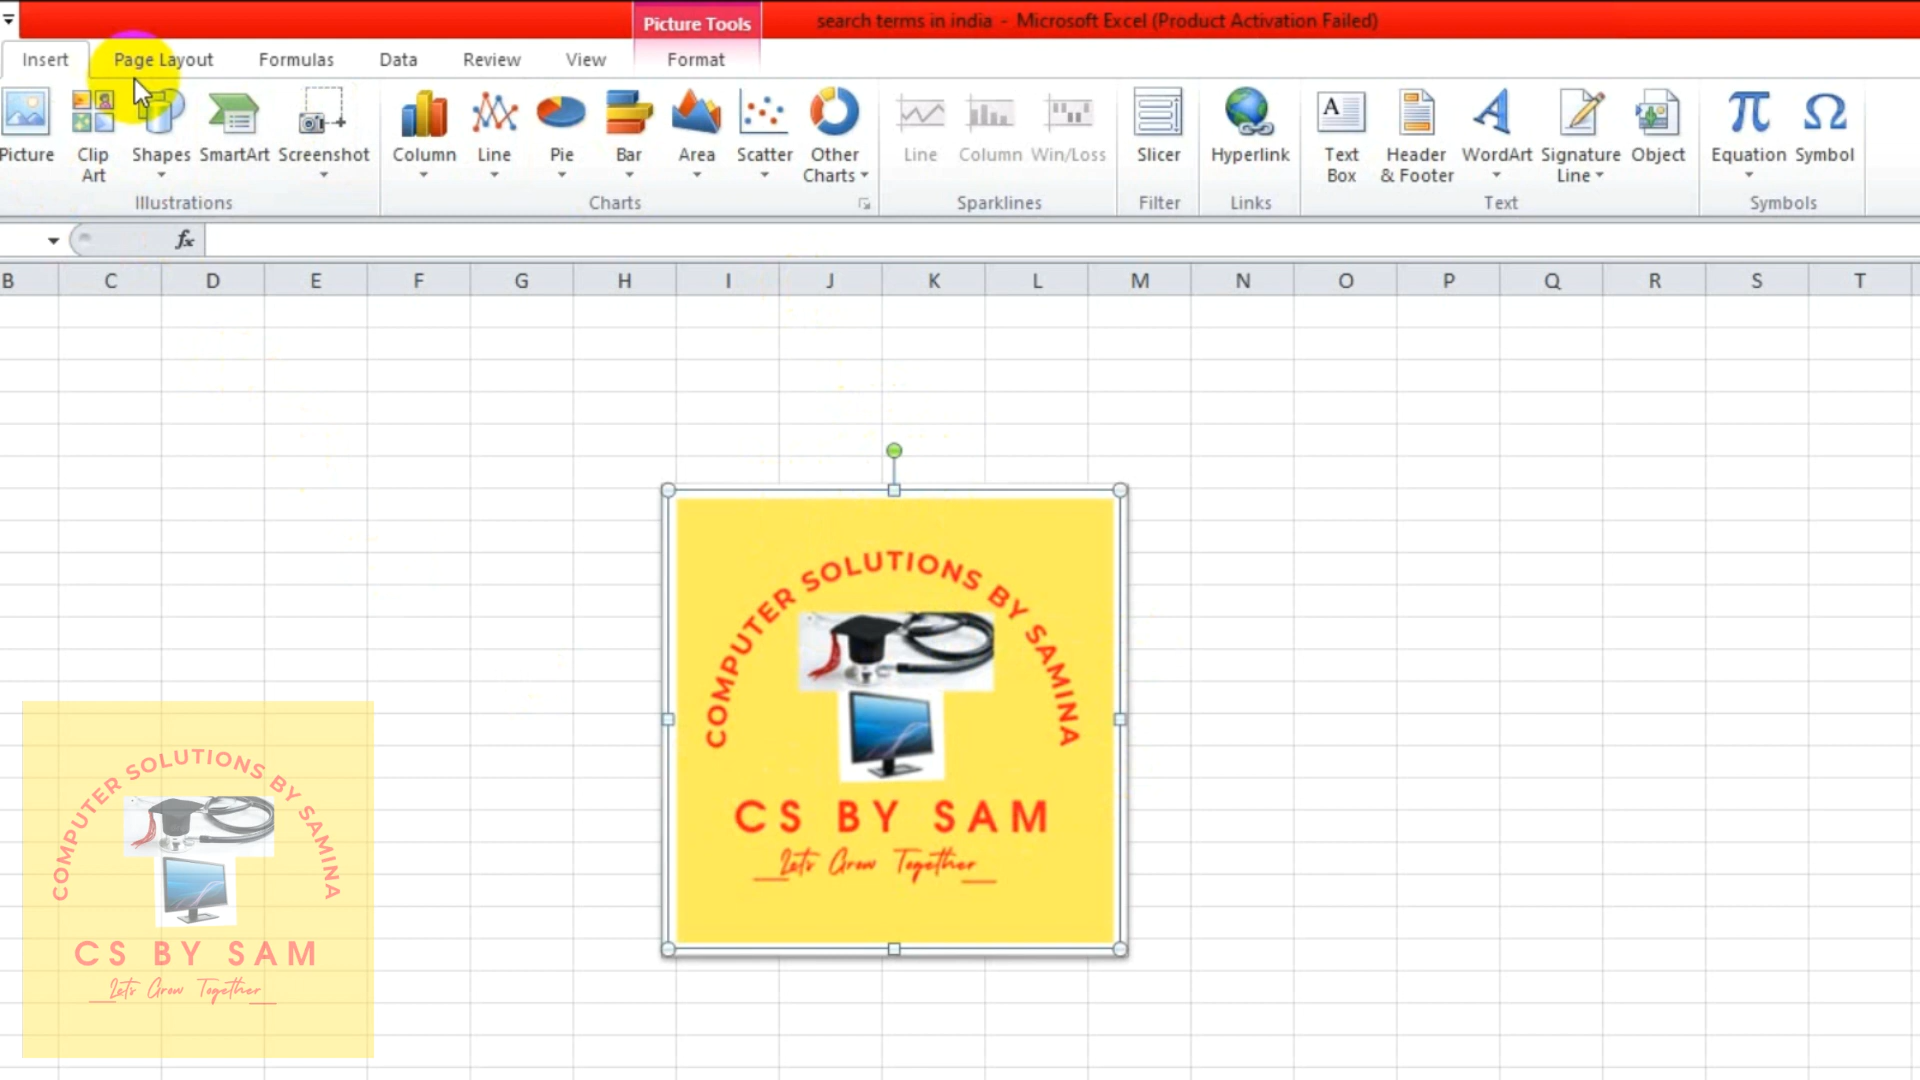 Picture Tools
search terms in india - Microsoft Excel (Product Activation Failed)
Insert Page Layout Formulas Data Review View Format
Picture Clip Art Shapes SmartArt Screenshot Column Line Pie Bar Area Scatter Other Charts Line Column Win/Loss Slicer Hyperlink Text Box Header & Footer WordArt Signature Line Object Equation Symbol
Illustrations Charts Sparklines Filter Links Text Symbols
fx
B C D E F G H I J K L M N O P Q R S T
COMPUTER SOLUTIONS BY SAMINA
CS BY SAM
Lets Grow Together
COMPUTER SOLUTIONS BY SAMINA
CS BY SAM
Lets Grow Together